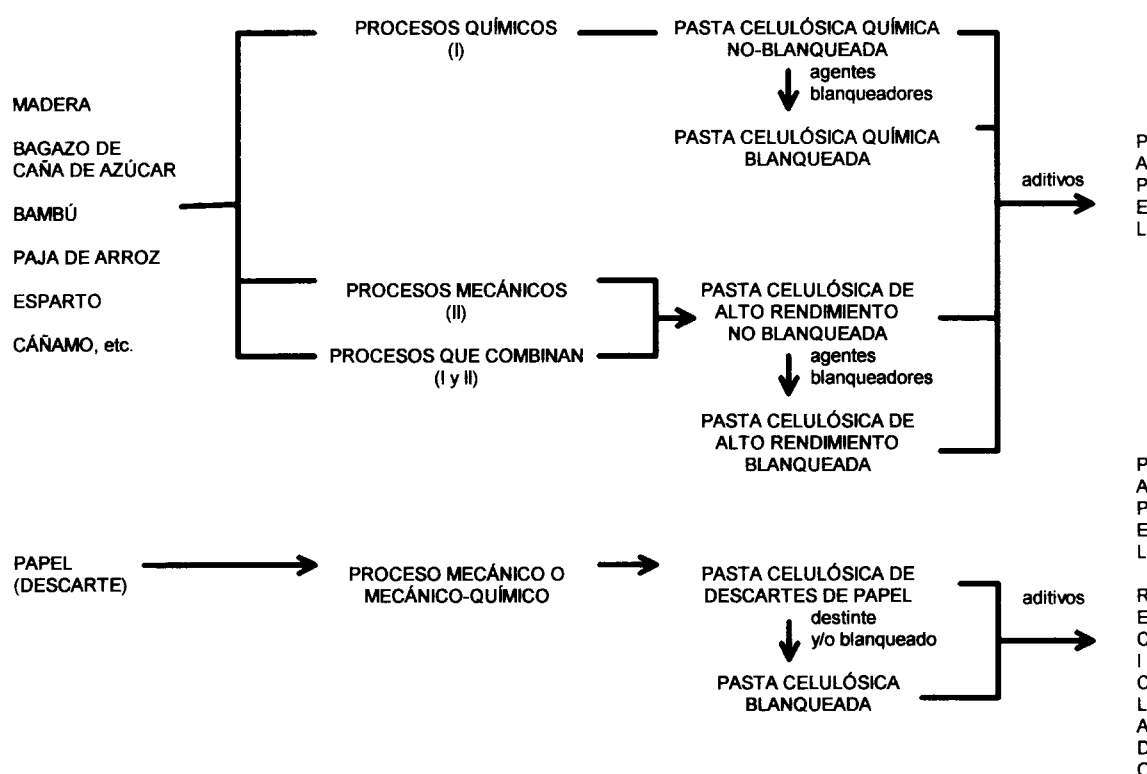 MADERA
BAGAZO DE
CAÑA DE AZÚCAR
BAMBÚ
PAJA DE ARROZ
ESPARTO
CÁÑAMO, etc.
PROCESOS QUÍMICOS
(I)
PASTA CELULÓSICA QUÍMICA
NO-BLANQUEADA
agentes
blanqueadores
PASTA CELULÓSICA QUÍMICA
BLANQUEADA
PROCESOS MECÁNICOS
(II)
PROCESOS QUE COMBINAN
(I y II)
PASTA CELULÓSICA DE
ALTO RENDIMIENTO
NO BLANQUEADA
agentes
blanqueadores
PASTA CELULÓSICA DE
ALTO RENDIMIENTO
BLANQUEADA
aditivos
P
A
P
E
L
PAPEL
(DESCARTE)
PROCESO MECÁNICO O
MECÁNICO-QUÍMICO
PASTA CELULÓSICA DE
DESCARTES DE PAPEL
destinte
y/o blanqueado
PASTA CELULÓSICA
BLANQUEADA
aditivos
P
A
P
E
L
R
E
C
I
C
L
A
D
O